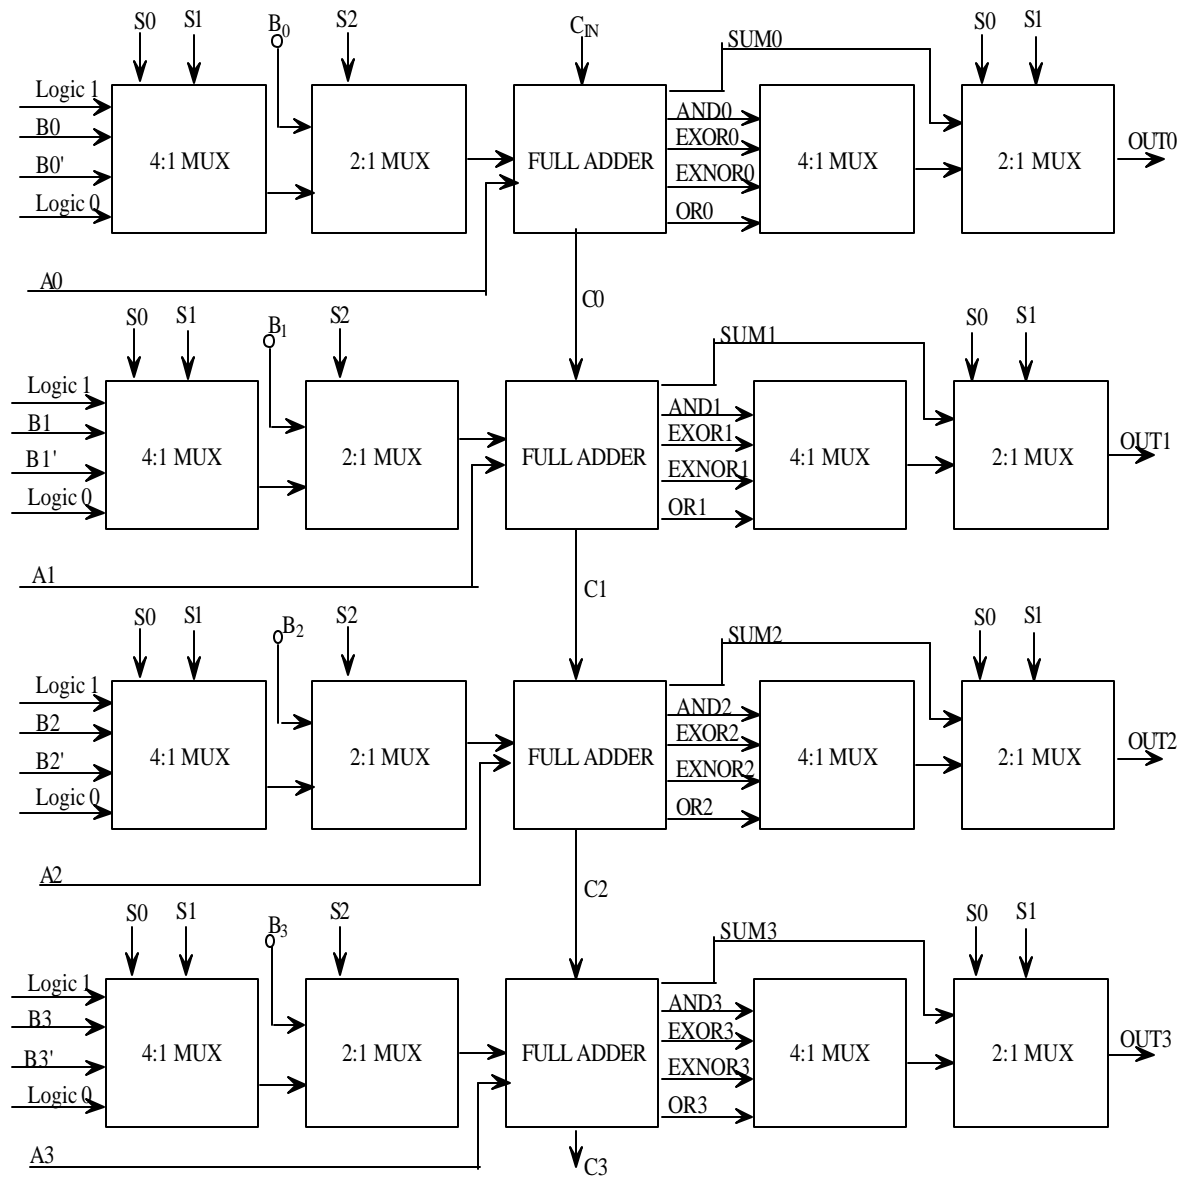 S0 S1 B0 S2 CIN SUM0 S0 S1
Logic 1
B0
B0'
Logic 0
4:1 MUX 2:1 MUX FULL ADDER 4:1 MUX 2:1 MUX
AND0
EXOR0
EXNOR0
OR0
OUT0
A0
C0
S0 S1 B1 S2 SUM1 S0 S1
Logic 1
B1
B1'
Logic 0
4:1 MUX 2:1 MUX FULL ADDER 4:1 MUX 2:1 MUX
AND1
EXOR1
EXNOR1
OR1
OUT1
A1
C1
S0 S1 B2 S2 SUM2 S0 S1
Logic 1
B2
B2'
Logic 0
4:1 MUX 2:1 MUX FULL ADDER 4:1 MUX 2:1 MUX
AND2
EXOR2
EXNOR2
OR2
OUT2
A2
C2
S0 S1 B3 S2 SUM3 S0 S1
Logic 1
B3
B3'
Logic 0
4:1 MUX 2:1 MUX FULL ADDER 4:1 MUX 2:1 MUX
AND3
EXOR3
EXNOR3
OR3
OUT3
A3
C3